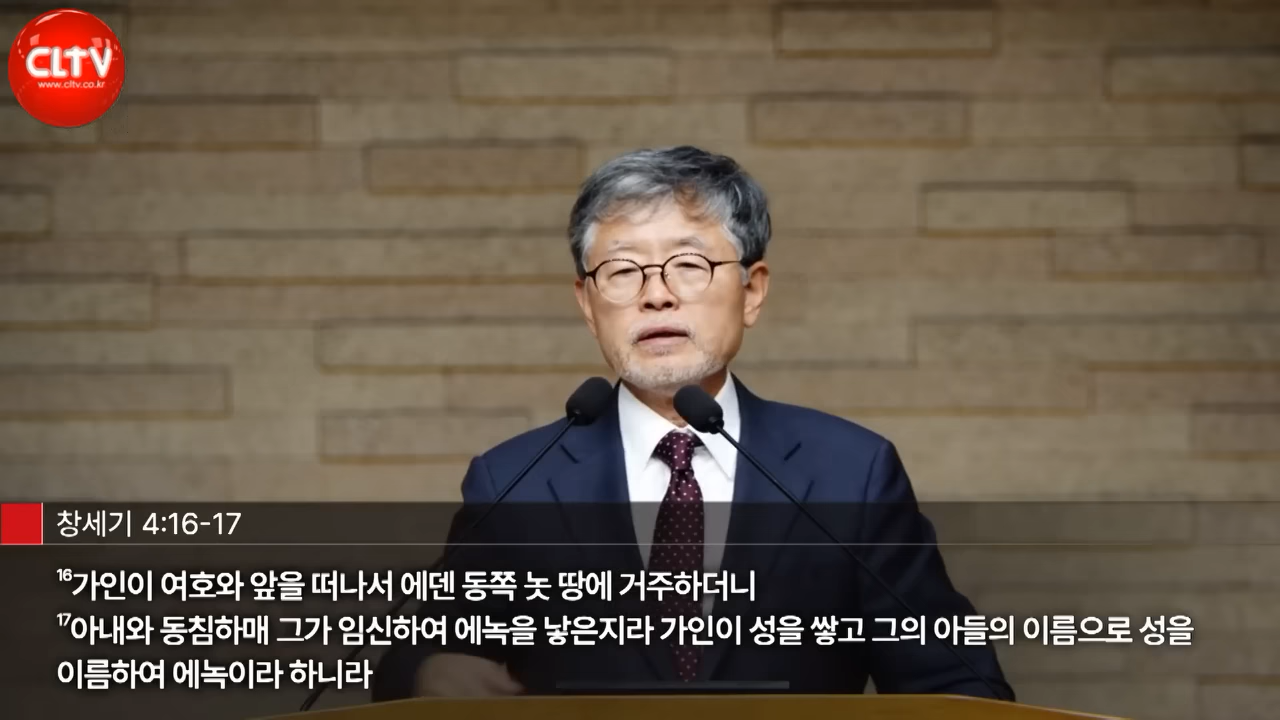 CLTV
www.cltv.co.kr
창세기 4:16-17
¹⁶가인이 여호와 앞을 떠나서 에덴 동쪽 놋 땅에 거주하더니
¹⁷아내와 동침하매 그가 임신하여 에녹을 낳은지라 가인이 성을 쌓고 그의 아들의 이름으로 성을
이름하여 에녹이라 하니라